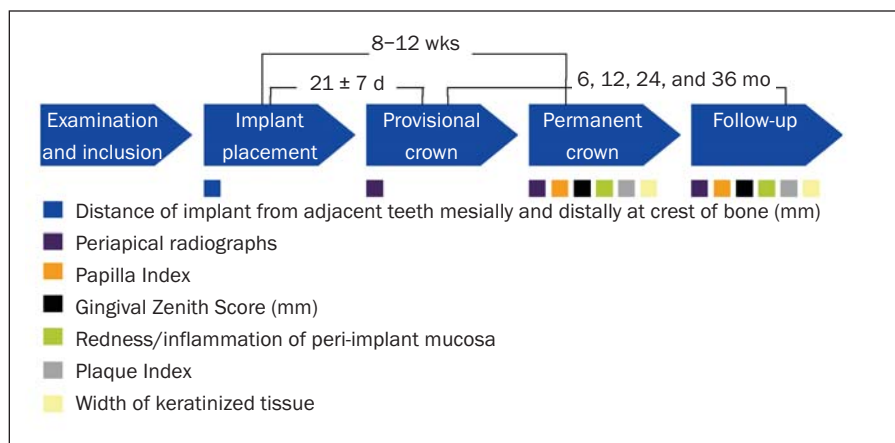 8–12 wks
21 ± 7 d
6, 12, 24, and 36 mo
Examination
and inclusion
Implant
placement
Provisional
crown
Permanent
crown
Follow-up
Distance of implant from adjacent teeth mesially and distally at crest of bone (mm)
Periapical radiographs
Papilla Index
Gingival Zenith Score (mm)
Redness/inflammation of peri-implant mucosa
Plaque Index
Width of keratinized tissue